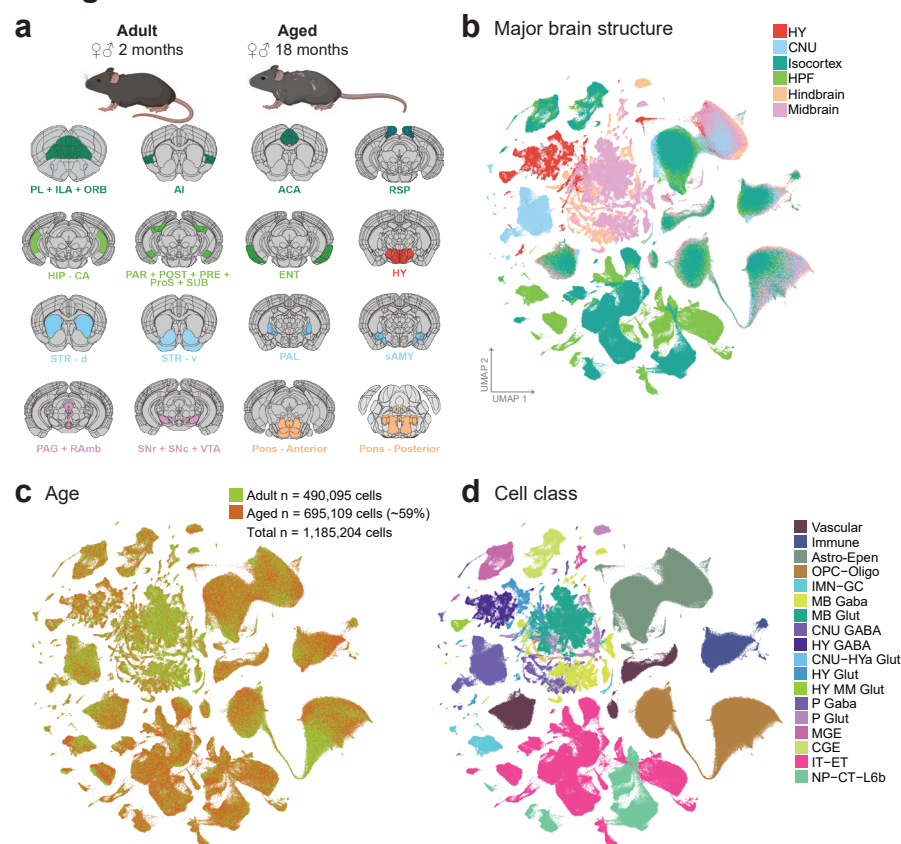 a
Adult
♀♂ 2 months
Aged
♀♂ 18 months
PL + ILA + ORB
AI
ACA
RSP
HIP - CA
PAR + POST + PRE +
ProS + SUB
ENT
HY
STR - d
STR - v
PAL
sAMY
PAG + RAmb
SNr + SNc + VTA
Pons - Anterior
Pons - Posterior
b Major brain structure
HY
CNU
Isocortex
HPF
Hindbrain
Midbrain
UMAP 2
UMAP 1
c Age
Adult n = 490,095 cells
Aged n = 695,109 cells (~59%)
Total n = 1,185,204 cells
d Cell class
Vascular
Immune
Astro-Epen
OPC-Oligo
IMN-GC
MB Gaba
MB Glut
CNU GABA
HY GABA
CNU-HYa Glut
HY Glut
HY MM Glut
P Gaba
P Glut
MGE
CGE
IT-ET
NP-CT-L6b